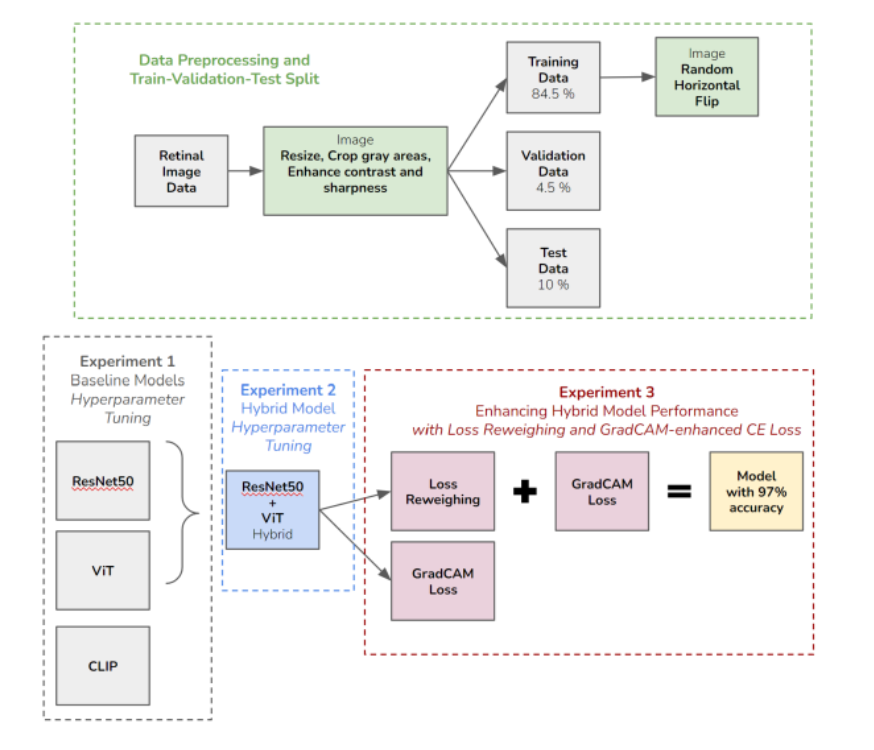 Data Preprocessing and
Train-Validation-Test Split
Retinal
Image
Data
Image
Resize, Crop gray areas,
Enhance contrast and
sharpness
Training
Data
84.5 %
Image
Random
Horizontal
Flip
Validation
Data
4.5 %
Test
Data
10 %
Experiment 1
Baseline Models
Hyperparameter
Tuning
ResNet50
ViT
CLIP
Experiment 2
Hybrid Model
Hyperparameter
Tuning
ResNet50
+
ViT
Hybrid
Experiment 3
Enhancing Hybrid Model Performance
with Loss Reweighing and GradCAM-enhanced CE Loss
Loss
Reweighing
+
GradCAM
Loss
=
Model
with 97%
accuracy
GradCAM
Loss